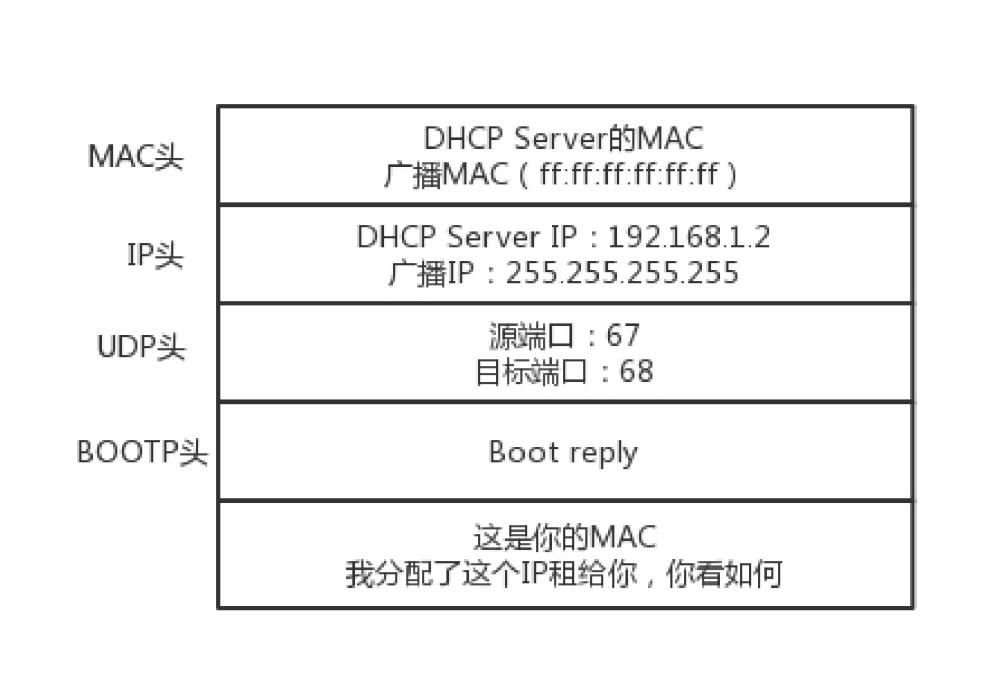 MAC头
DHCP Server的MAC
广播MAC（ff:ff:ff:ff:ff:ff）
IP头
DHCP Server IP：192.168.1.2
广播IP：255.255.255.255
UDP头
源端口：67
目标端口：68
BOOTP头
Boot reply
这是你的MAC
我分配了这个IP租给你，你看如何